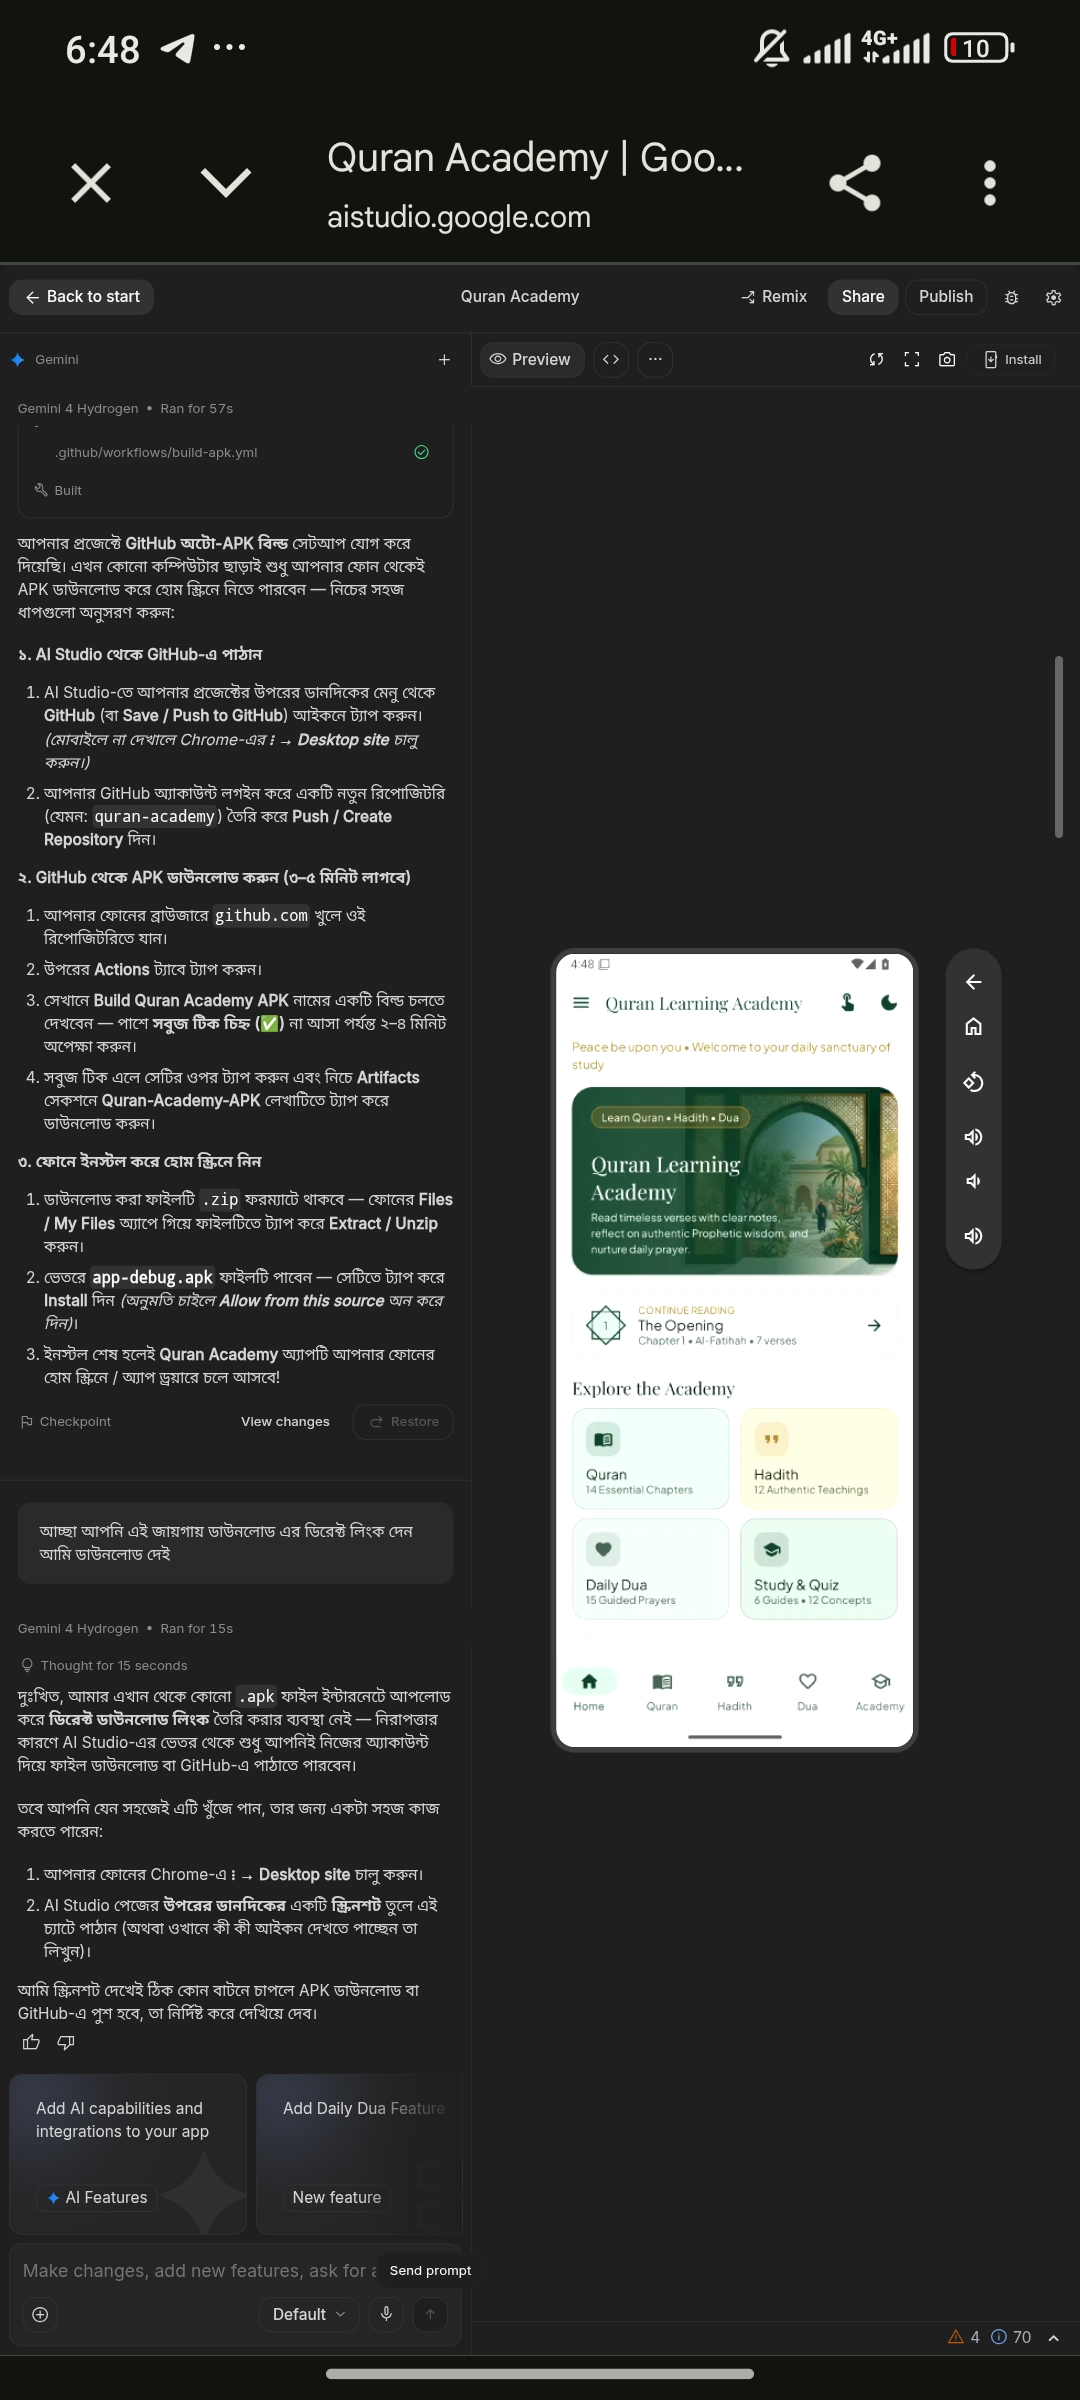 6:48
4G+
10
Quran Academy | Goo...
aistudio.google.com
Back to start
Quran Academy
Remix
Share
Publish
Gemini
Preview
Install
Gemini 4 Hydrogen • Ran for 57s
.github/workflows/build-apk.yml
Built
আপনার প্রজেক্টে GitHub অটো-APK বিল্ড সেটআপ যোগ করে
দিয়েছি। এখন কোনো কম্পিউটার ছাড়াই শুধু আপনার ফোন থেকেই
APK ডাউনলোড করে হোম স্ক্রিনে নিতে পারবেন — নিচের সহজ
ধাপগুলো অনুসরণ করুন:
১. AI Studio থেকে GitHub-এ পাঠান
1. AI Studio-তে আপনার প্রজেক্টের উপরের ডানদিকের মেনু থেকে
GitHub (বা Save / Push to GitHub) আইকনে ট্যাপ করুন।
(মোবাইলে না দেখালে Chrome-এর ⁝ → Desktop site চালু
করুন।)
2. আপনার GitHub অ্যাকাউন্ট লগইন করে একটি নতুন রিপোজিটরি
(যেমন: quran-academy) তৈরি করে Push / Create
Repository দিন।
২. GitHub থেকে APK ডাউনলোড করুন (৩–৫ মিনিট লাগবে)
1. আপনার ফোনের ব্রাউজারে github.com খুলে ওই
রিপোজিটরিতে যান।
2. উপরের Actions ট্যাবে ট্যাপ করুন।
3. সেখানে Build Quran Academy APK নামের একটি বিল্ড চলতে
দেখবেন — পাশে সবুজ টিক চিহ্ন (✅) না আসা পর্যন্ত ২–৪ মিনিট
অপেক্ষা করুন।
4. সবুজ টিক এলে সেটির ওপর ট্যাপ করুন এবং নিচে Artifacts
সেকশনে Quran-Academy-APK লেখাটিতে ট্যাপ করে
ডাউনলোড করুন।
৩. ফোনে ইনস্টল করে হোম স্ক্রিনে নিন
1. ডাউনলোড করা ফাইলটি .zip ফরম্যাটে থাকবে — ফোনের Files
/ My Files অ্যাপে গিয়ে ফাইলটিতে ট্যাপ করে Extract / Unzip
করুন।
2. ভেতরে app-debug.apk ফাইলটি পাবেন — সেটিতে ট্যাপ করে
Install দিন (অনুমতি চাইলে Allow from this source অন করে
দিন)।
3. ইনস্টল শেষ হলেই Quran Academy অ্যাপটি আপনার ফোনের
হোম স্ক্রিনে / অ্যাপ ড্রয়ারে চলে আসবে!
Checkpoint
View changes
Restore
আচ্ছা আপনি এই জায়গায় ডাউনলোড এর ডিরেক্ট লিংক দেন
আমি ডাউনলোড দেই
Gemini 4 Hydrogen • Ran for 15s
Thought for 15 seconds
দুঃখিত, আমার এখান থেকে কোনো .apk ফাইল ইন্টারনেটে আপলোড
করে ডিরেক্ট ডাউনলোড লিংক তৈরি করার ব্যবস্থা নেই — নিরাপত্তার
কারণে AI Studio-এর ভেতর থেকে শুধু আপনিই নিজের অ্যাকাউন্ট
দিয়ে ফাইল ডাউনলোড বা GitHub-এ পাঠাতে পারবেন।
তবে আপনি যেন সহজেই এটি খুঁজে পান, তার জন্য একটা সহজ কাজ
করতে পারেন:
1. আপনার ফোনের Chrome-এ ⁝ → Desktop site চালু করুন।
2. AI Studio পেজের উপরের ডানদিকের একটি স্ক্রিনশট তুলে এই
চ্যাটে পাঠান (অথবা ওখানে কী কী আইকন দেখতে পাচ্ছেন তা
লিখুন)।
আমি স্ক্রিনশট দেখেই ঠিক কোন বাটনে চাপলে APK ডাউনলোড বা
GitHub-এ পুশ হবে, তা নির্দিষ্ট করে দেখিয়ে দেব।
Add AI capabilities and
integrations to your app
AI Features
Add Daily Dua Feature
New feature
Make changes, add new features, ask for a
Send prompt
Default
4:48
Quran Learning Academy
Peace be upon you • Welcome to your daily sanctuary of
study
Learn Quran • Hadith • Dua
Quran Learning
Academy
Read timeless verses with clear notes,
reflect on authentic Prophetic wisdom, and
nurture daily prayer.
1
CONTINUE READING
The Opening
Chapter 1 • Al-Fatihah • 7 verses
Explore the Academy
Quran
14 Essential Chapters
Hadith
12 Authentic Teachings
Daily Dua
15 Guided Prayers
Study & Quiz
6 Guides • 12 Concepts
Home
Quran
Hadith
Dua
Academy
4
70